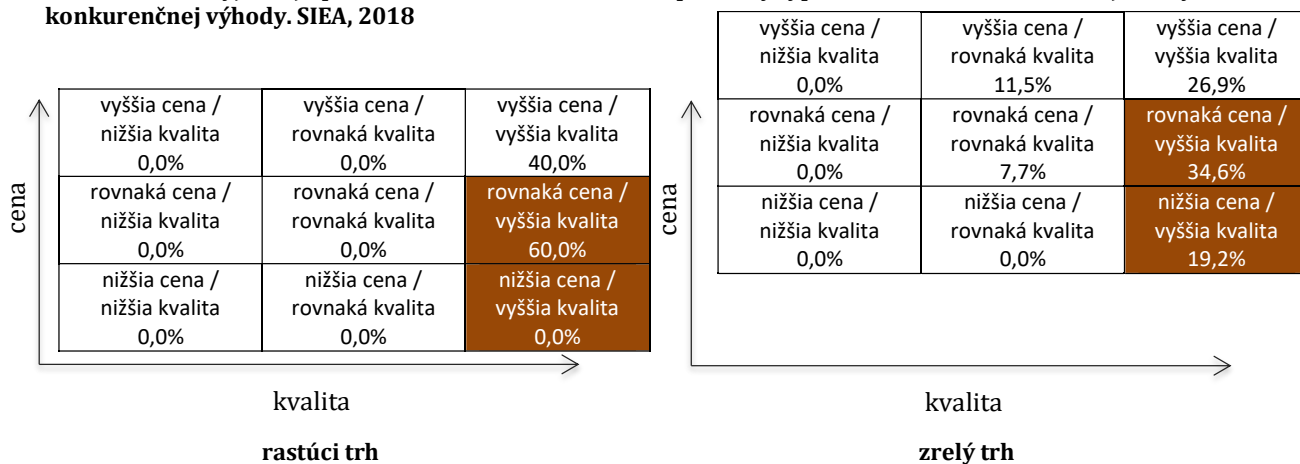 konkurenčnej výhody. SIEA, 2018
vyššia cena /
nižšia kvalita
0,0%
vyššia cena /
rovnaká kvalita
0,0%
vyššia cena /
vyššia kvalita
40,0%
rovnaká cena /
nižšia kvalita
0,0%
rovnaká cena /
rovnaká kvalita
0,0%
rovnaká cena /
vyššia kvalita
60,0%
nižšia cena /
nižšia kvalita
0,0%
nižšia cena /
rovnaká kvalita
0,0%
nižšia cena /
vyššia kvalita
0,0%
cena
kvalita
rastúci trh
vyššia cena /
nižšia kvalita
0,0%
vyššia cena /
rovnaká kvalita
11,5%
vyššia cena /
vyššia kvalita
26,9%
rovnaká cena /
nižšia kvalita
0,0%
rovnaká cena /
rovnaká kvalita
7,7%
rovnaká cena /
vyššia kvalita
34,6%
nižšia cena /
nižšia kvalita
0,0%
nižšia cena /
rovnaká kvalita
0,0%
nižšia cena /
vyššia kvalita
19,2%
cena
kvalita
zrelý trh